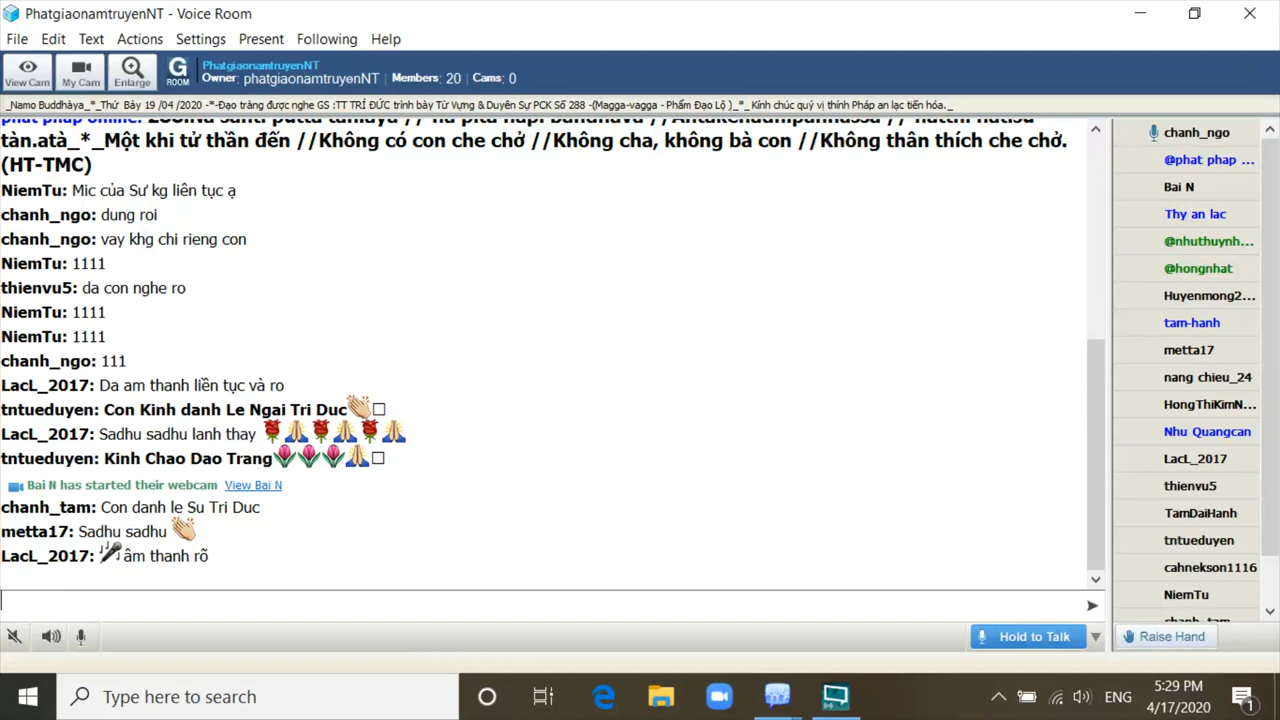 PhatgiaonamtruyenNT - Voice Room
File Edit Text Actions Settings Present Following Help
View Cam My Cam Enlarge G ROOM
PhatgiaonamtruyenNT
Owner: phatgiaonamtruyenNT Members: 20 Cams: 0
_Namo Buddhàya_*_Thứ Bảy 19 /04 /2020 -*-Đạo tràng được nghe GS :TT TRÍ ĐỨC trình bày Từ Vựng & Duyên Sự PCK Số 288 -(Magga-vagga - Phẩm Đạo Lộ )_*_ Kính chúc quý vị thính Pháp an lạc tiến hóa._
tàn.atà_*_Một khi tử thần đến //Không có con che chở //Không cha, không bà con //Không thân thích che chở.
(HT-TMC)
NiemTu: Mic của Sư kg liên tục ạ
chanh_ngo: dung roi
chanh_ngo: vay khg chi rieng con
NiemTu: 1111
thienvu5: da con nghe ro
NiemTu: 1111
NiemTu: 1111
chanh_ngo: 111
LacL_2017: Da am thanh liền tục và ro
tntueduyen: Con Kinh danh Le Ngai Tri Duc
LacL_2017: Sadhu sadhu lanh thay
tntueduyen: Kinh Chao Dao Trang
Bai N has started their webcam View Bai N
chanh_tam: Con danh le Su Tri Duc
metta17: Sadhu sadhu
LacL_2017: âm thanh rõ
chanh_ngo
@phat phap ...
Bai N
Thy an lac
@nhuthuynh...
@hongnhat
Huyenmong2...
tam-hanh
metta17
nang chieu_24
HongThiKimN...
Nhu Quangcan
LacL_2017
thienvu5
TamDaiHanh
tntueduyen
cahnekson1116
NiemTu
chanh_tam
Hold to Talk
Raise Hand
Type here to search
ENG
5:29 PM
4/17/2020
1